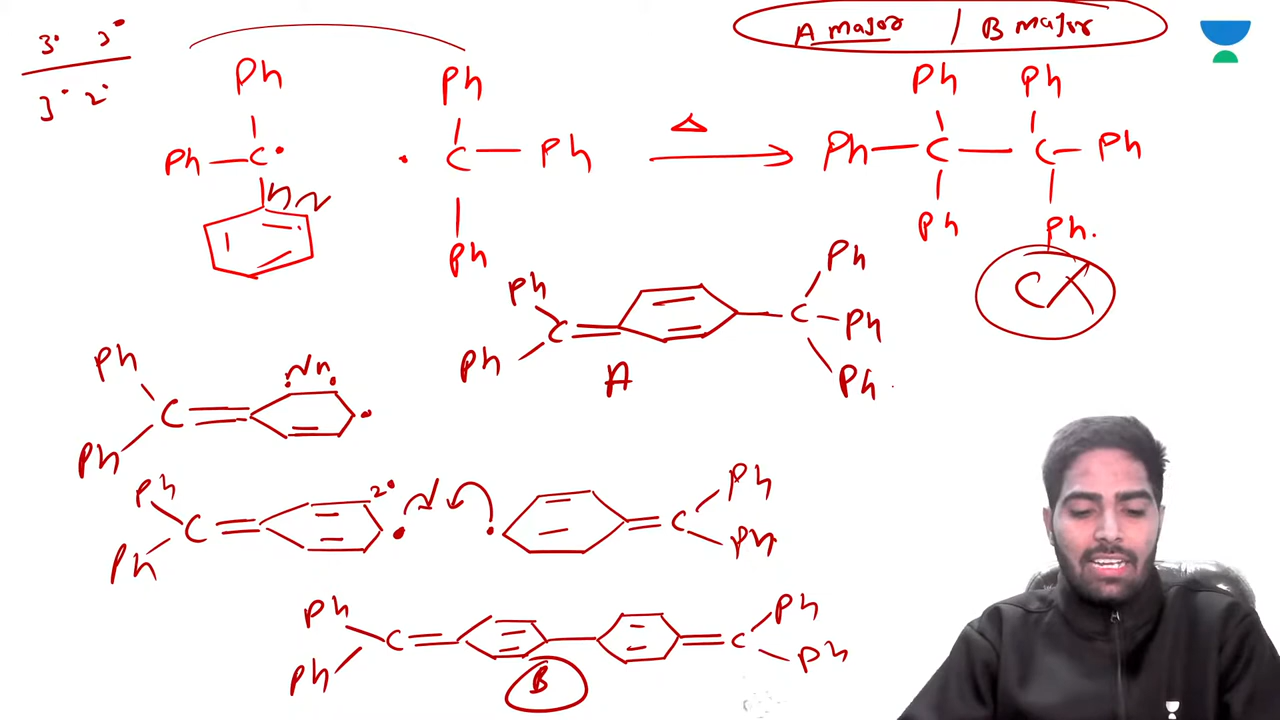 A major / B major
3° 3°
3° 2°
Ph Ph Ph Ph
Ph—C• •C—Ph Δ Ph—C—C—Ph
Ph Ph Ph.
CX
Ph Ph
C C—Ph
Ph A Ph.
Ph
C
Ph
Ph 2° Ph
C C
Ph Ph
Ph Ph
C C
Ph B Ph